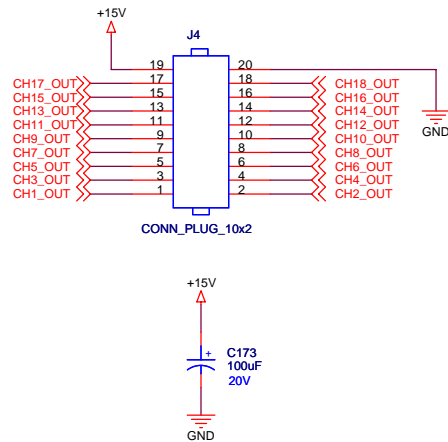 +15V
J4
19 20
CH17_OUT 17 18 CH18_OUT
CH15_OUT 15 16 CH16_OUT
CH13_OUT 13 14 CH14_OUT
CH11_OUT 11 12 CH12_OUT
CH9_OUT 9 10 CH10_OUT
CH7_OUT 7 8 CH8_OUT
CH5_OUT 5 6 CH6_OUT
CH3_OUT 3 4 CH4_OUT
CH1_OUT 1 2 CH2_OUT
GND
CONN_PLUG_10x2
+15V
+
C173
100uF
20V
GND